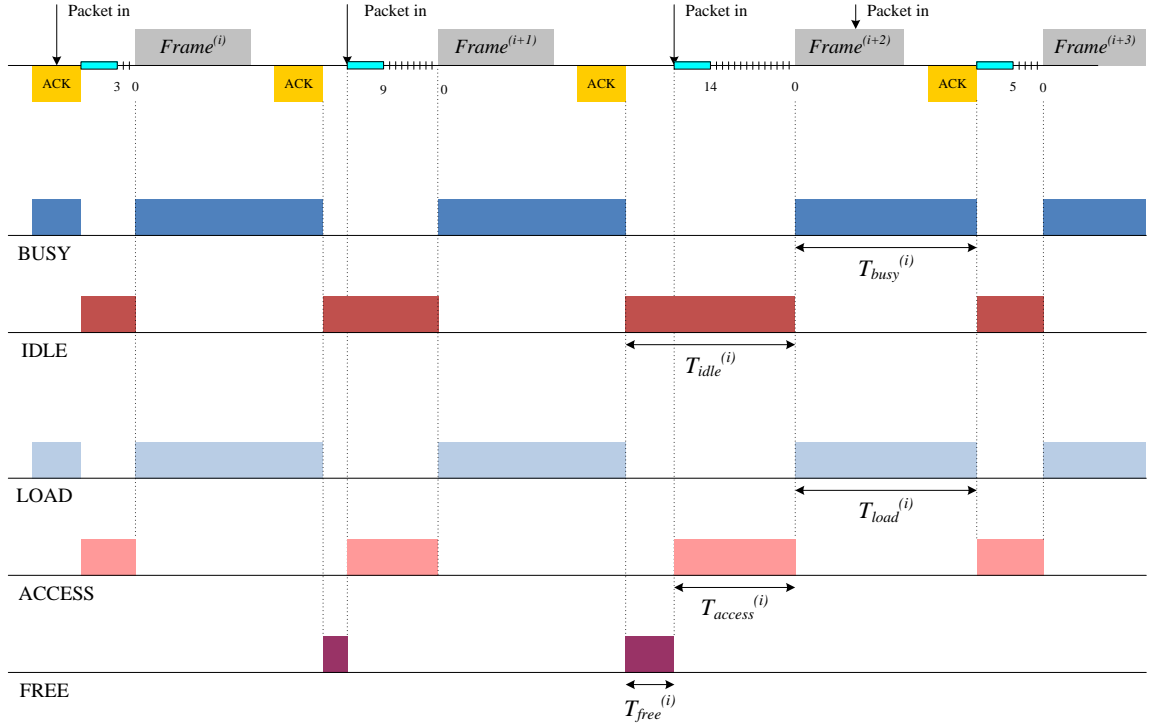 Packet in Packet in Packet in Packet in
Frame(i) Frame(i+1) Frame(i+2) Frame(i+3)
ACK 3 0 ACK 9 0 ACK 14 0 ACK 5 0
BUSY
Tbusy(i)
IDLE
Tidle(i)
LOAD
Tload(i)
ACCESS
Taccess(i)
FREE
Tfree(i)